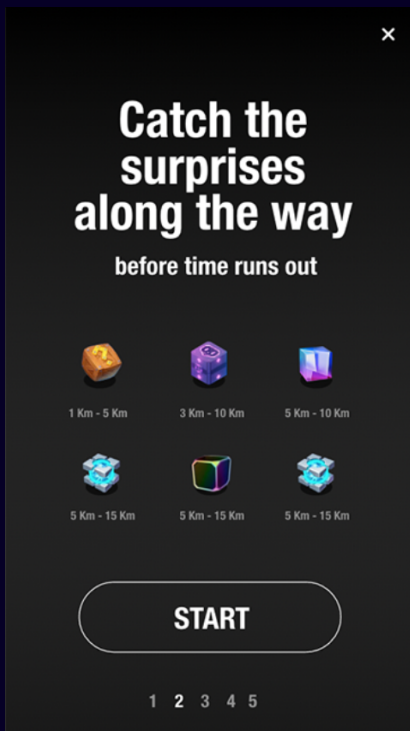 Catch the
surprises
along the way
before time runs out
1 Km - 5 Km 3 Km - 10 Km 5 Km - 10 Km
5 Km - 15 Km 5 Km - 15 Km 5 Km - 15 Km
START
1 2 3 4 5